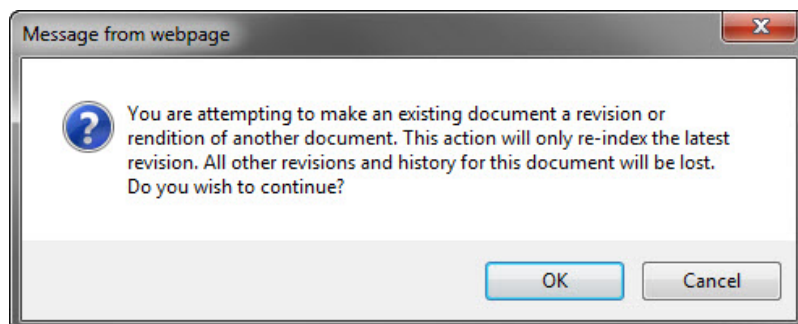 Message from webpage
X
?
You are attempting to make an existing document a revision or
rendition of another document. This action will only re-index the latest
revision. All other revisions and history for this document will be lost.
Do you wish to continue?
OK Cancel